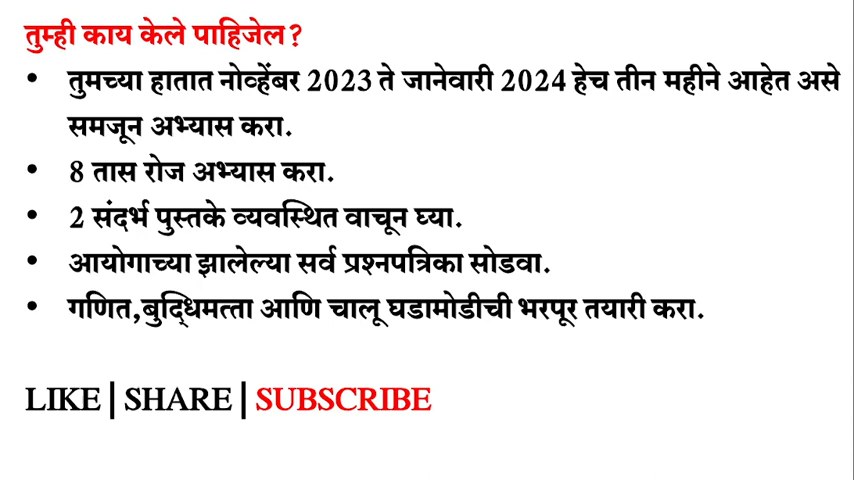 तुम्ही काय केले पाहिजेल?
• तुमच्या हातात नोव्हेंबर 2023 ते जानेवारी 2024 हेच तीन महीने आहेत असे
समजून अभ्यास करा.
• 8 तास रोज अभ्यास करा.
• 2 संदर्भ पुस्तके व्यवस्थित वाचून घ्या.
• आयोगाच्या झालेल्या सर्व प्रश्नपत्रिका सोडवा.
• गणित,बुद्धिमत्ता आणि चालू घडामोडीची भरपूर तयारी करा.
LIKE | SHARE | SUBSCRIBE